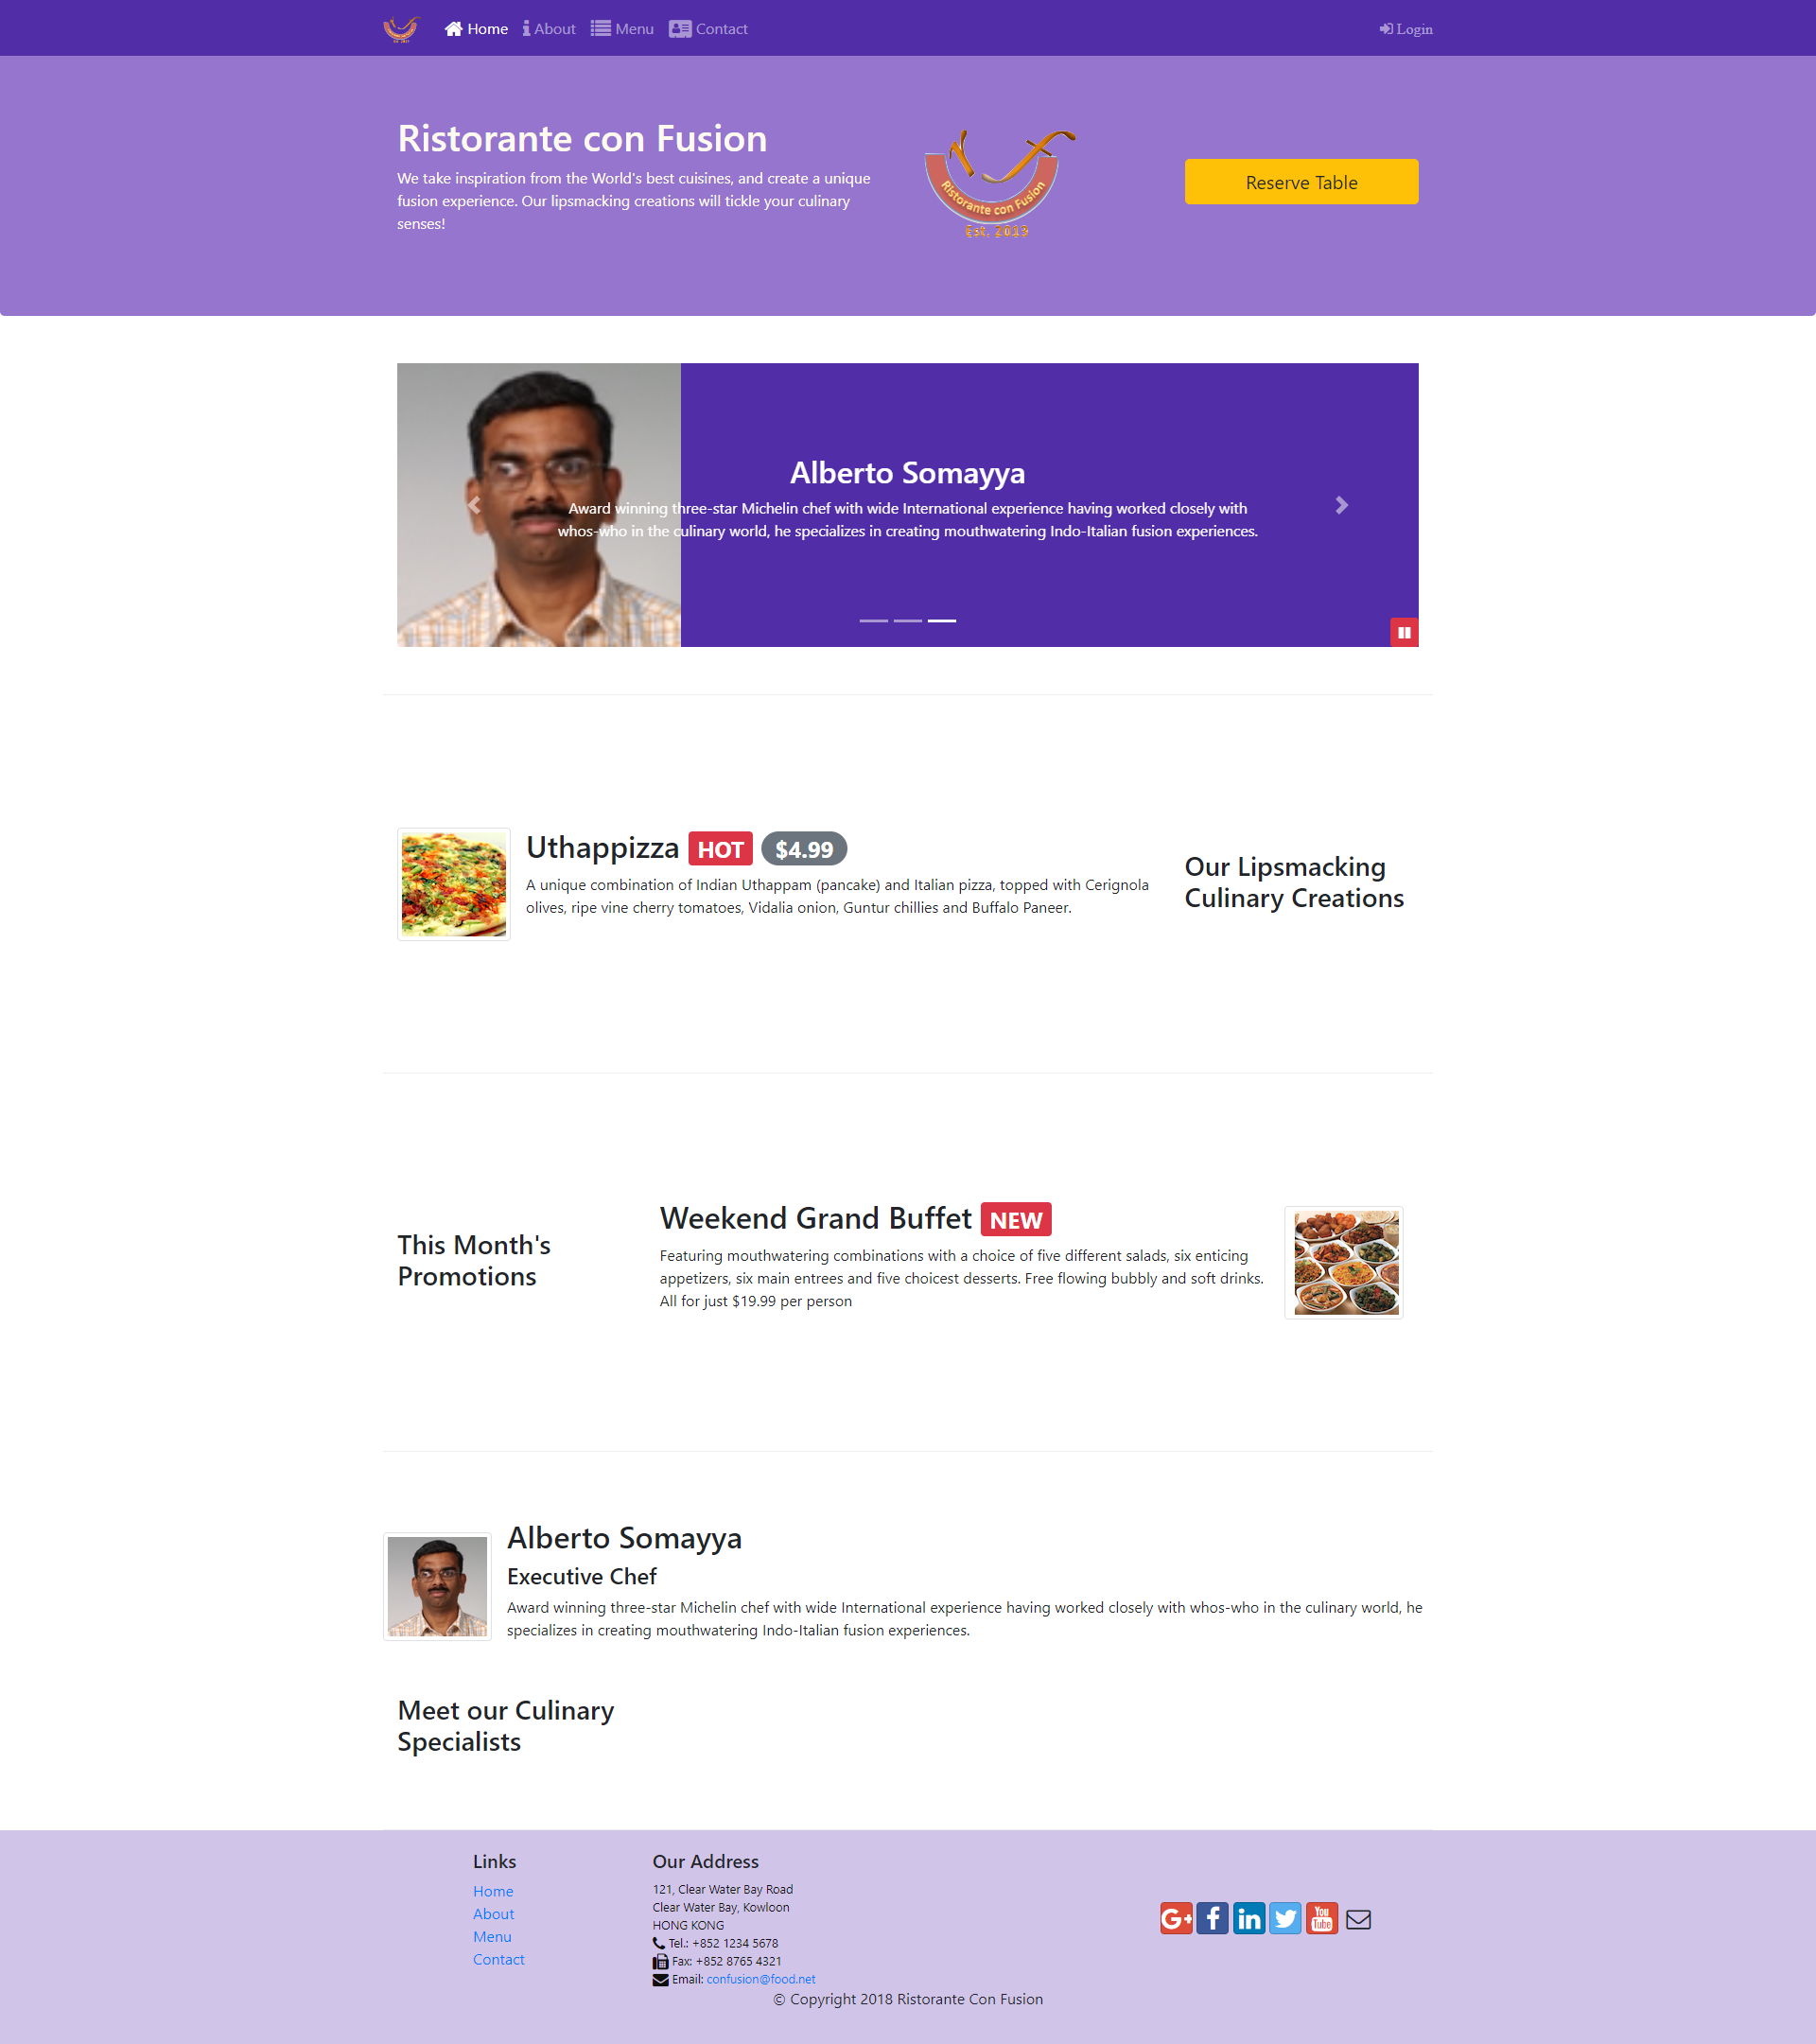 Home About Menu Contact Login
Ristorante con Fusion
We take inspiration from the World's best cuisines, and create a unique
fusion experience. Our lipsmacking creations will tickle your culinary
senses!
Ristorante con Fusion
Est. 2019
Reserve Table
Alberto Somayya
Award winning three-star Michelin chef with wide International experience having worked closely with
whos-who in the culinary world, he specializes in creating mouthwatering Indo-Italian fusion experiences.
Uthappizza HOT $4.99
A unique combination of Indian Uthappam (pancake) and Italian pizza, topped with Cerignola
olives, ripe vine cherry tomatoes, Vidalia onion, Guntur chillies and Buffalo Paneer.
Our Lipsmacking
Culinary Creations
This Month's
Promotions
Weekend Grand Buffet NEW
Featuring mouthwatering combinations with a choice of five different salads, six enticing
appetizers, six main entrees and five choicest desserts. Free flowing bubbly and soft drinks.
All for just $19.99 per person
Alberto Somayya
Executive Chef
Award winning three-star Michelin chef with wide International experience having worked closely with whos-who in the culinary world, he
specializes in creating mouthwatering Indo-Italian fusion experiences.
Meet our Culinary
Specialists
Links
Home
About
Menu
Contact
Our Address
121, Clear Water Bay Road
Clear Water Bay, Kowloon
HONG KONG
Tel.: +852 1234 5678
Fax: +852 8765 4321
Email: confusion@food.net
G+ f in You Tube
© Copyright 2018 Ristorante Con Fusion